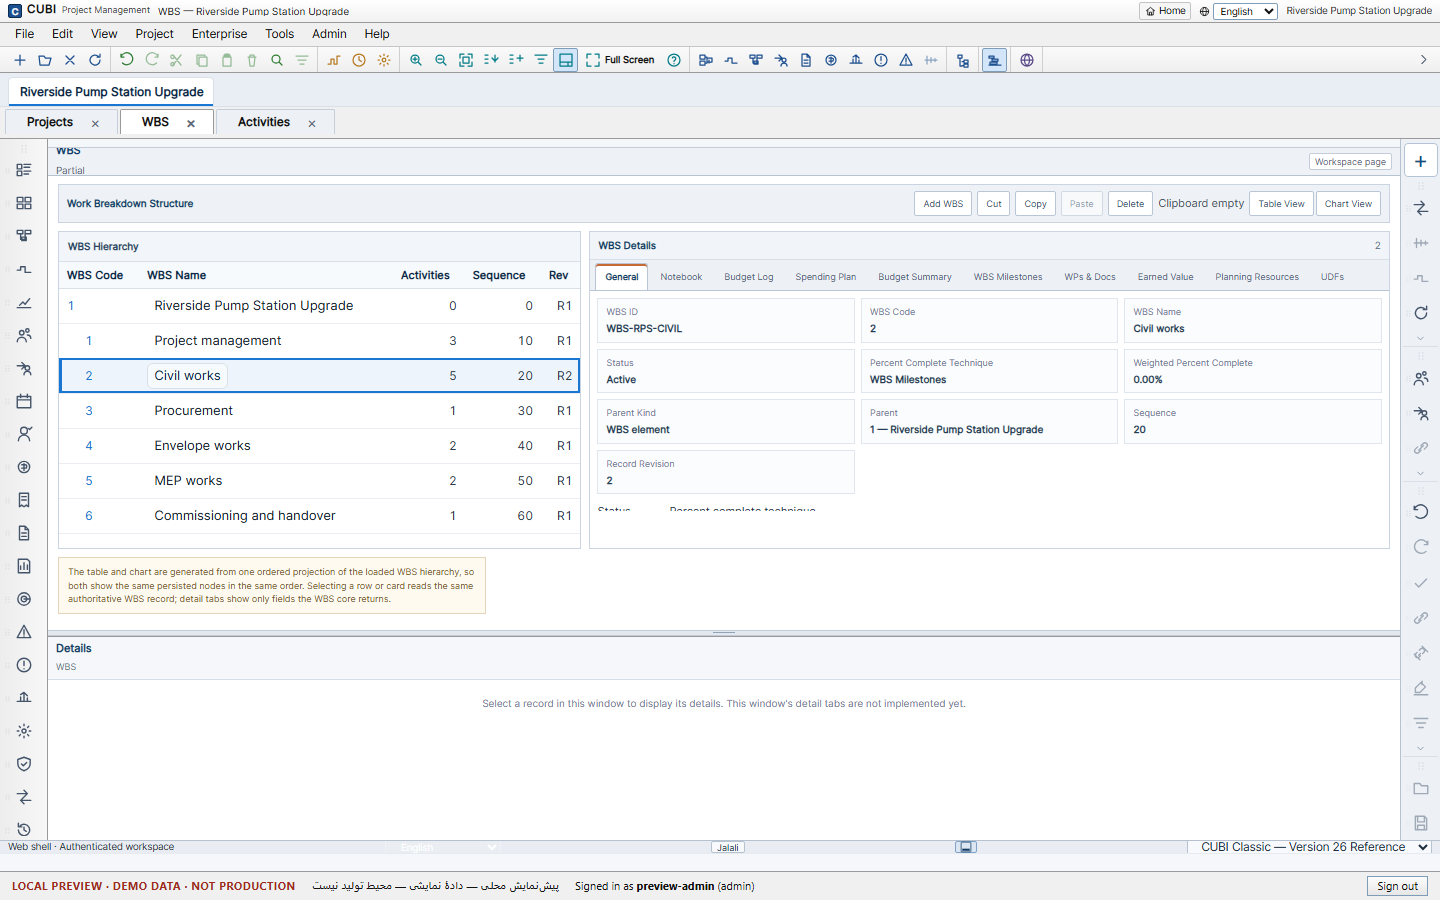 C CUBI Project Management WBS — Riverside Pump Station Upgrade Home English Riverside Pump Station Upgrade
File Edit View Project Enterprise Tools Admin Help
Full Screen
Riverside Pump Station Upgrade
Projects WBS Activities
WBS
Partial
Workspace page
Work Breakdown Structure
Add WBS Cut Copy Paste Delete Clipboard empty Table View Chart View
WBS Hierarchy
WBS Code WBS Name Activities Sequence Rev
1 Riverside Pump Station Upgrade 0 0 R1
1 Project management 3 10 R1
2 Civil works 5 20 R2
3 Procurement 1 30 R1
4 Envelope works 2 40 R1
5 MEP works 2 50 R1
6 Commissioning and handover 1 60 R1
WBS Details 2
General Notebook Budget Log Spending Plan Budget Summary WBS Milestones WPs & Docs Earned Value Planning Resources UDFs
WBS ID
WBS-RPS-CIVIL
WBS Code
2
WBS Name
Civil works
Status
Active
Percent Complete Technique
WBS Milestones
Weighted Percent Complete
0.00%
Parent Kind
WBS element
Parent
1 — Riverside Pump Station Upgrade
Sequence
20
Record Revision
2
Status Percent complete technique
The table and chart are generated from one ordered projection of the loaded WBS hierarchy, so
both show the same persisted nodes in the same order. Selecting a row or card reads the same
authoritative WBS record; detail tabs show only fields the WBS core returns.
Details
WBS
Select a record in this window to display its details. This window's detail tabs are not implemented yet.
Web shell · Authenticated workspace English Jalali CUBI Classic — Version 26 Reference
LOCAL PREVIEW · DEMO DATA · NOT PRODUCTION پیش‌نمایش محلی — دادهٔ نمایشی — محیط تولید نیست Signed in as preview-admin (admin) Sign out